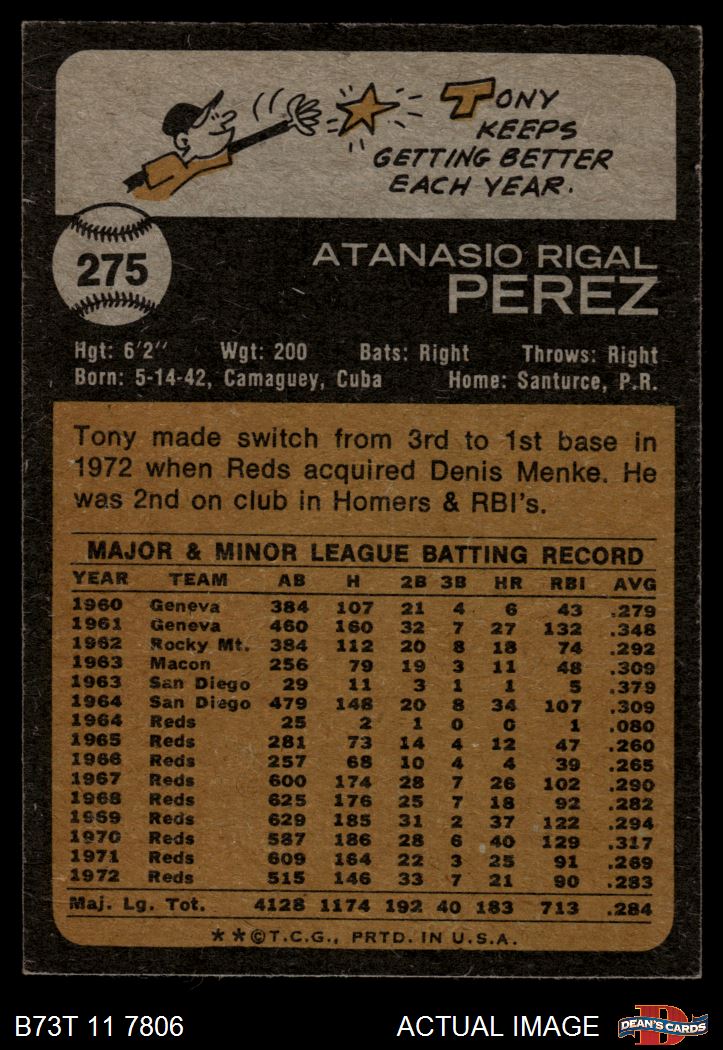 TONY
KEEPS
GETTING BETTER
EACH YEAR.
275
ATANASIO RIGAL
PEREZ
Hgt: 6'2" Wgt: 200 Bats: Right Throws: Right
Born: 5-14-42, Camaguey, Cuba Home: Santurce, P.R.
Tony made switch from 3rd to 1st base in
1972 when Reds acquired Denis Menke. He
was 2nd on club in Homers & RBI's.
MAJOR & MINOR LEAGUE BATTING RECORD
YEAR TEAM AB H 2B 3B HR RBI AVG
1960 Geneva 384 107 21 4 6 43 .279
1961 Geneva 460 160 32 7 27 132 .348
1962 Rocky Mt. 384 112 20 8 18 74 .292
1963 Macon 256 79 19 3 11 48 .309
1963 San Diego 29 11 3 1 1 5 .379
1964 San Diego 479 148 20 8 34 107 .309
1964 Reds 25 2 1 0 0 1 .080
1965 Reds 281 73 14 4 12 47 .260
1966 Reds 257 68 10 4 4 39 .265
1967 Reds 600 174 28 7 26 102 .290
1968 Reds 625 176 25 7 18 92 .282
1969 Reds 629 185 31 2 37 122 .294
1970 Reds 587 186 28 6 40 129 .317
1971 Reds 609 164 22 3 25 91 .269
1972 Reds 515 146 33 7 21 90 .283
Maj. Lg. Tot. 4128 1174 192 40 183 713 .284
**©T.C.G., PRTD. IN U.S.A.
B73T 11 7806 ACTUAL IMAGE DEAN'S CARDS